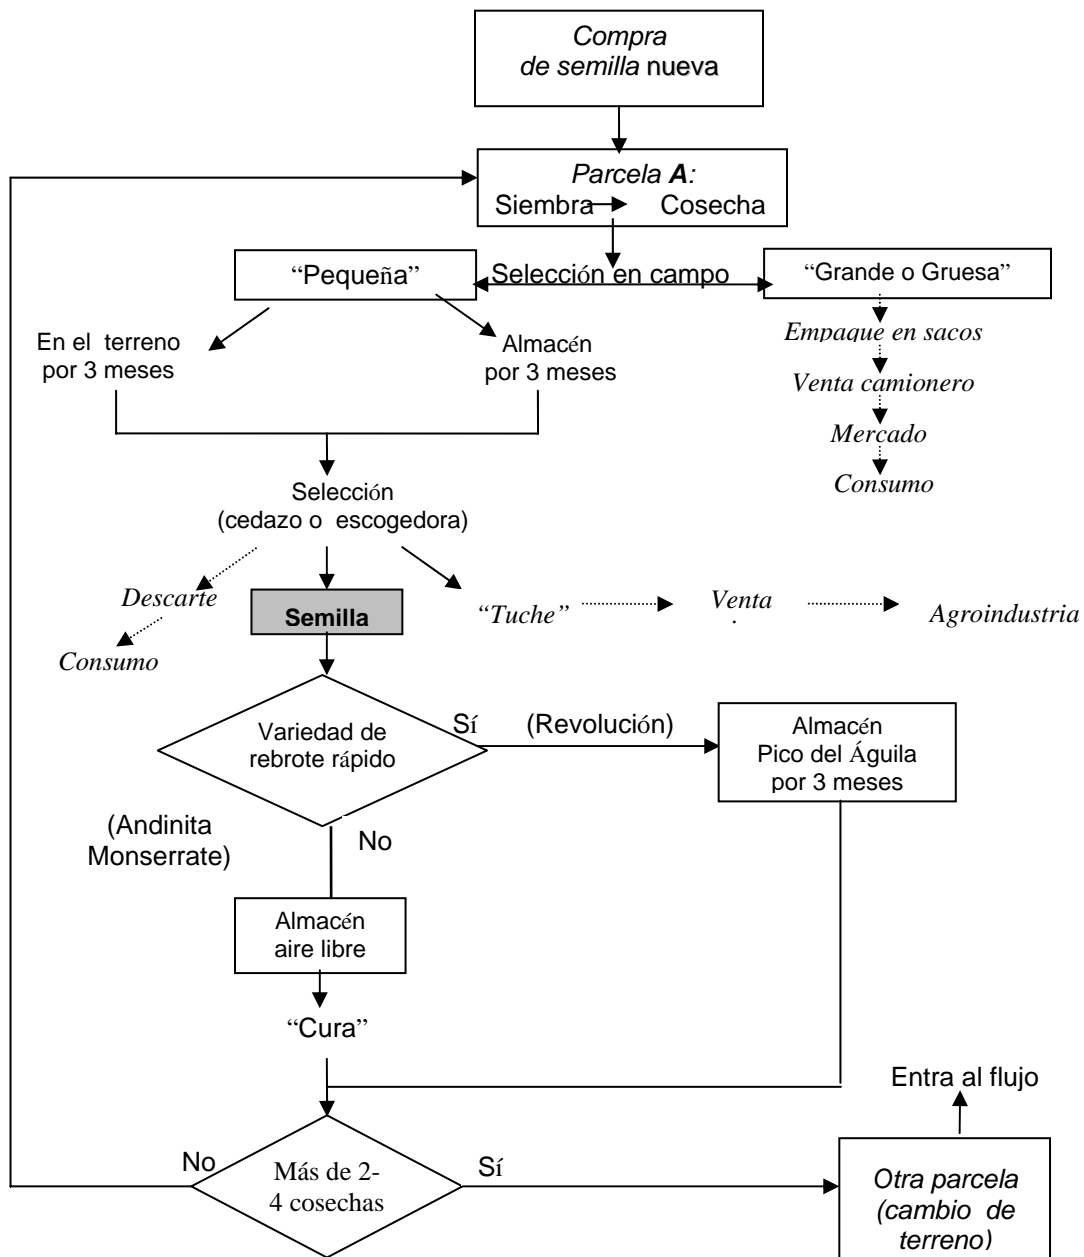 Compra
de semilla nueva
Parcela A:
Siembra Cosecha
“Pequeña”
Selección en campo
“Grande o Gruesa”
En el terreno
por 3 meses
Almacén
por 3 meses
Empaque en sacos
Venta camionero
Mercado
Consumo
Selección
(cedazo o escogedora)
Descarte
Consumo
Semilla
“Tuche”
Venta
.
Agroindustria
Variedad de
rebrote rápido
Sí (Revolución)
Almacén
Pico del Águila
por 3 meses
(Andinita
Monserrate)
No
Almacén
aire libre
“Cura”
Entra al flujo
No
Más de 2-
4 cosechas
Sí
Otra parcela
(cambio de
terreno)